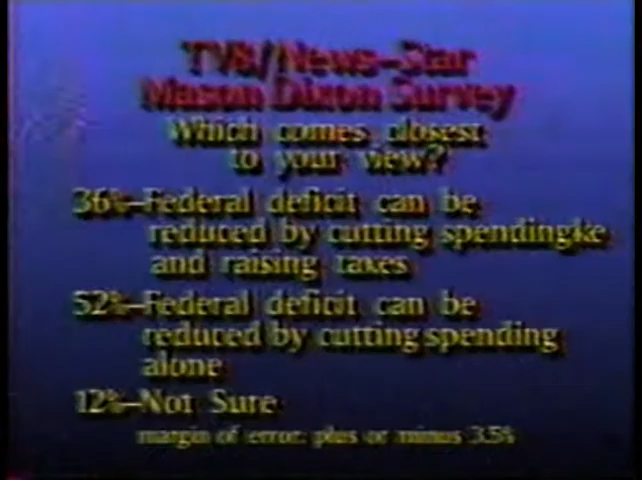 TV8/News-Star
Mason Dixon Survey
Which comes closest
to your view?
36%-Federal deficit can be
reduced by cutting spendingke
and raising taxes
52%-Federal deficit can be
reduced by cutting spending
alone
12%-Not Sure
margin of error: plus or minus 3.5%